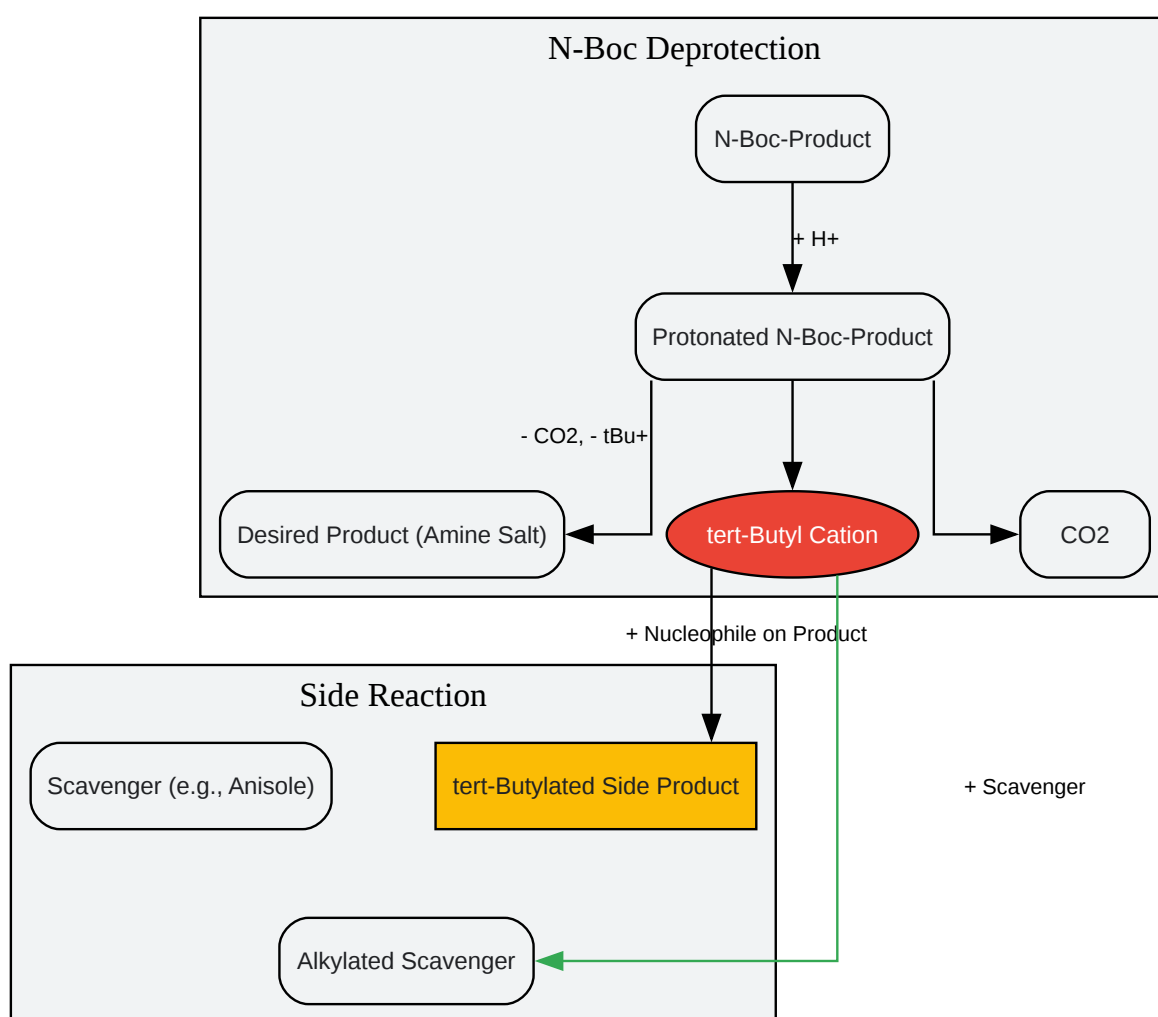 N-Boc Deprotection
N-Boc-Product
+ H+
Protonated N-Boc-Product
- CO2, - tBu+
Desired Product (Amine Salt)
tert-Butyl Cation
CO2
+ Nucleophile on Product
Side Reaction
Scavenger (e.g., Anisole)
tert-Butylated Side Product
+ Scavenger
Alkylated Scavenger